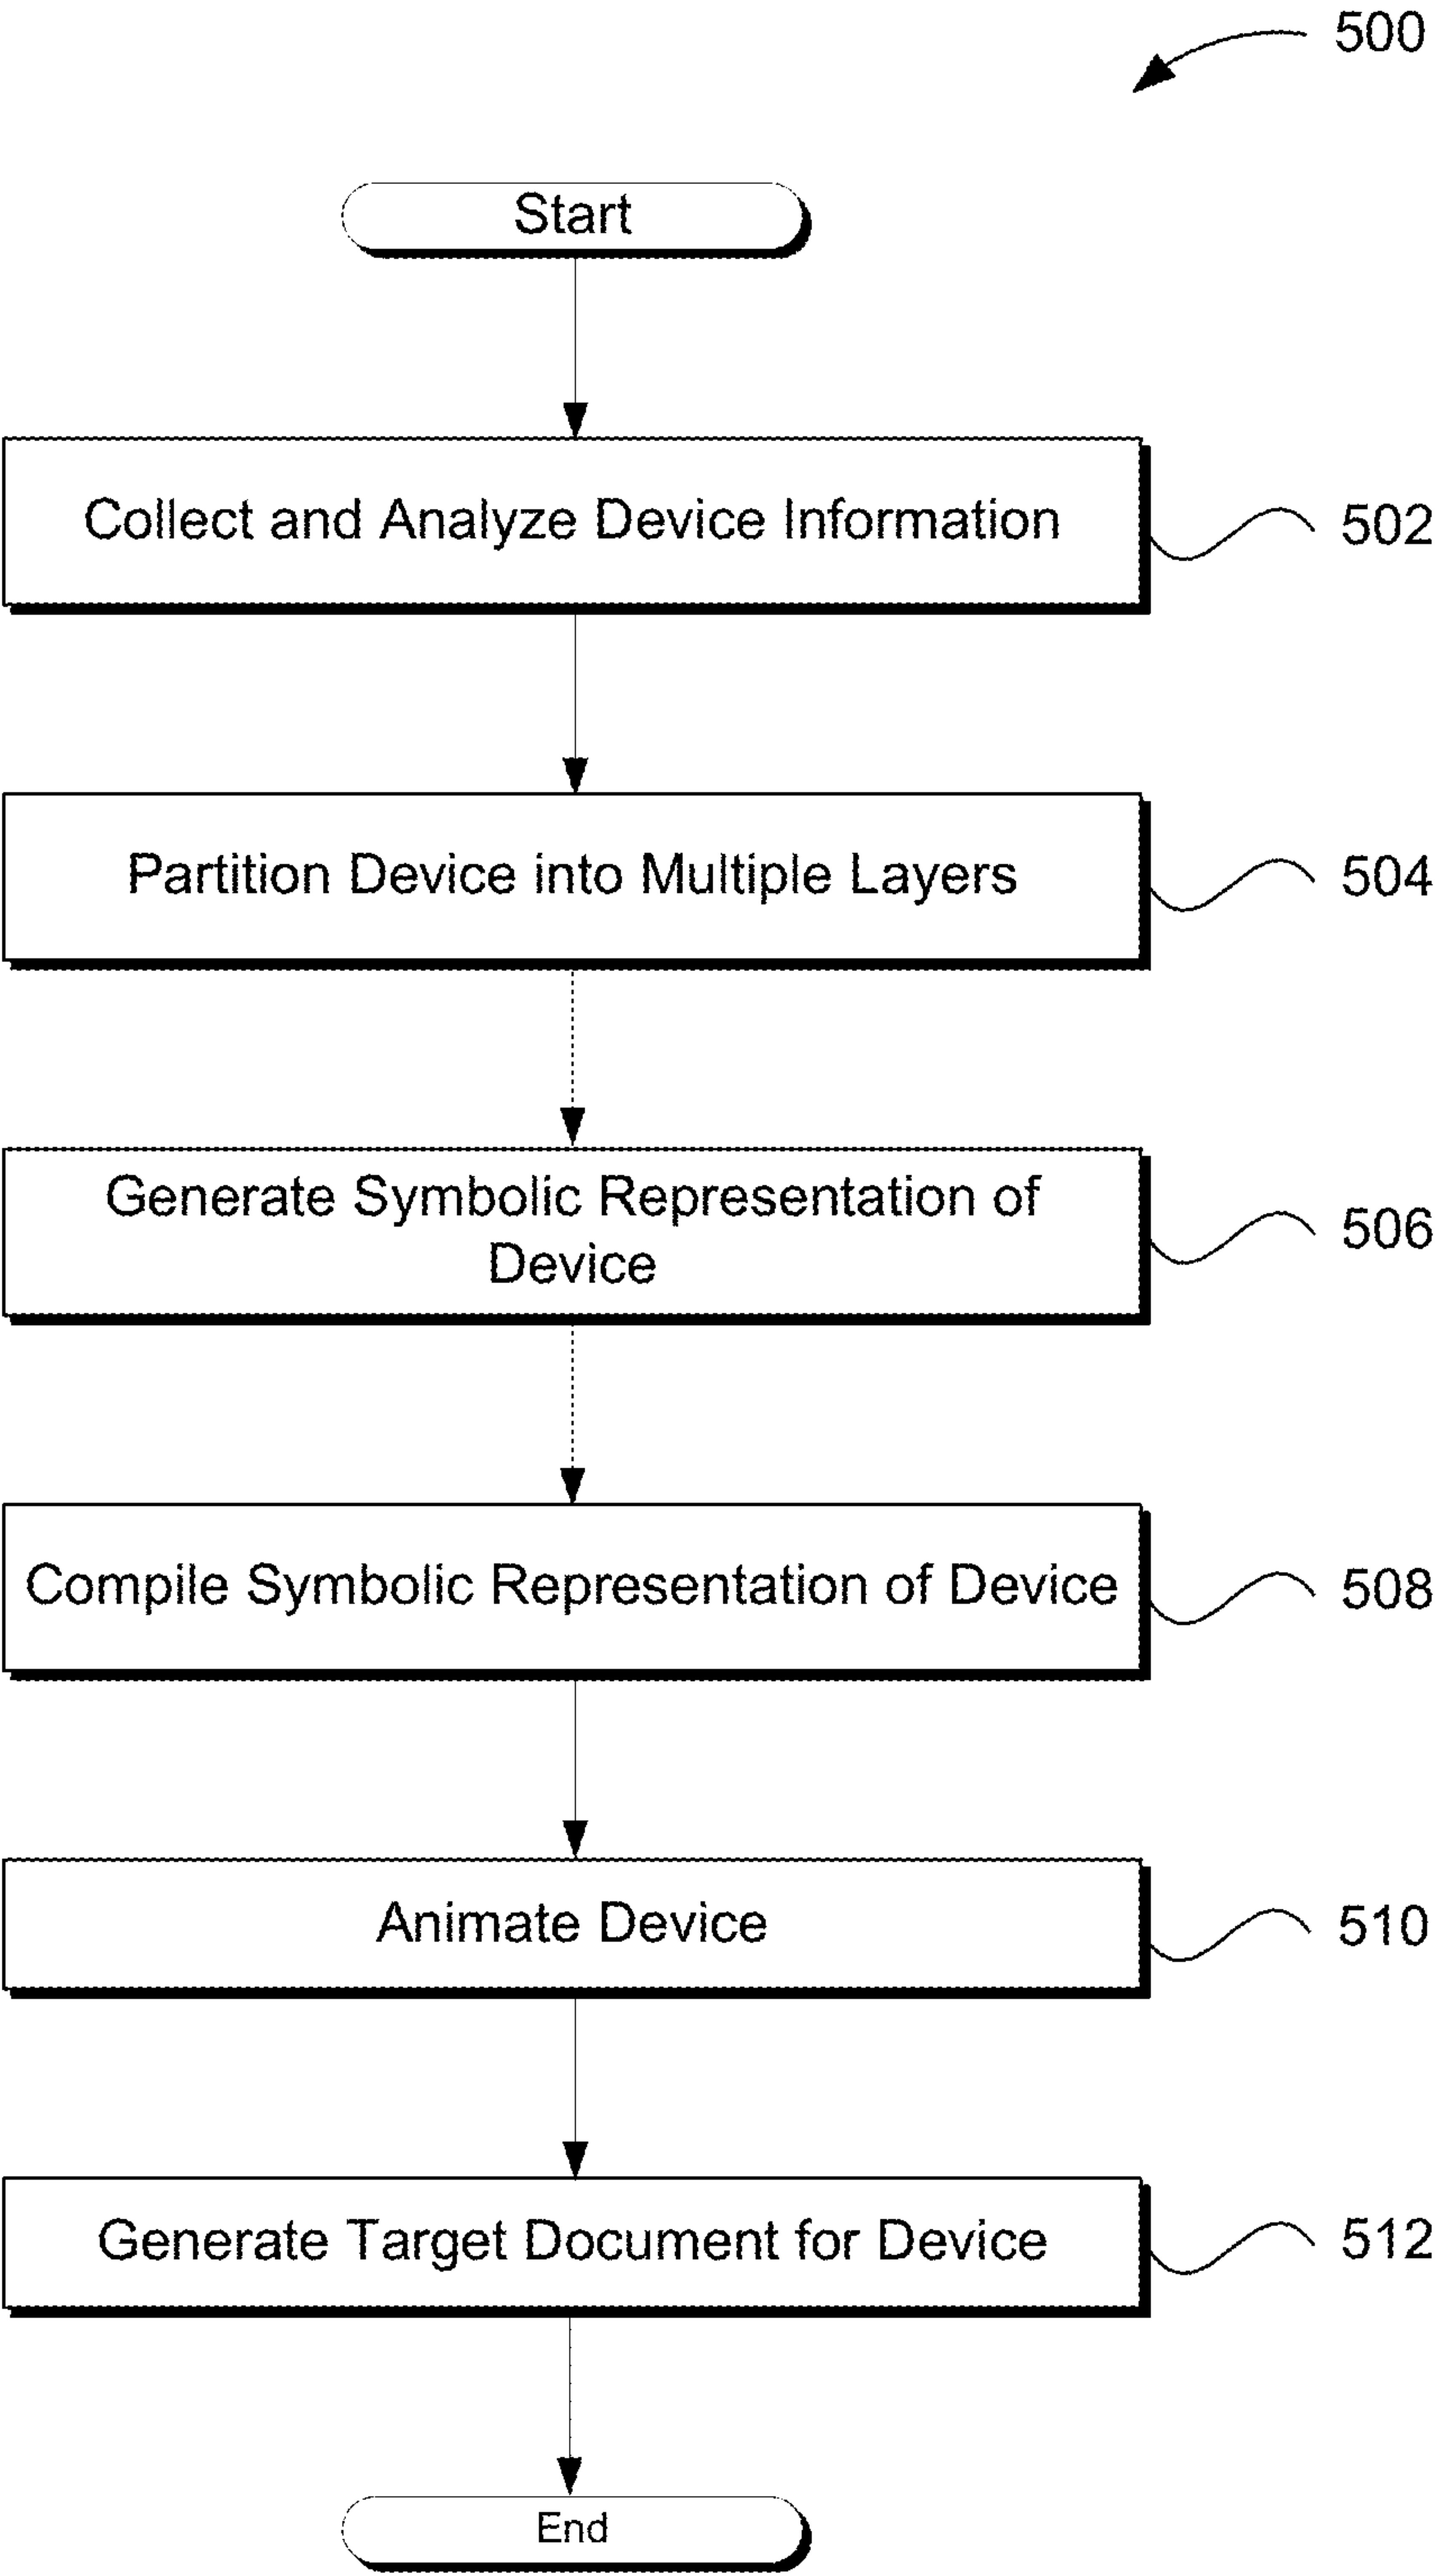 500
Start
Collect and Analyze Device Information
502
Partition Device into Multiple Layers
504
Generate Symbolic Representation of
Device
506
Compile Symbolic Representation of Device
508
Animate Device
510
Generate Target Document for Device
512
End